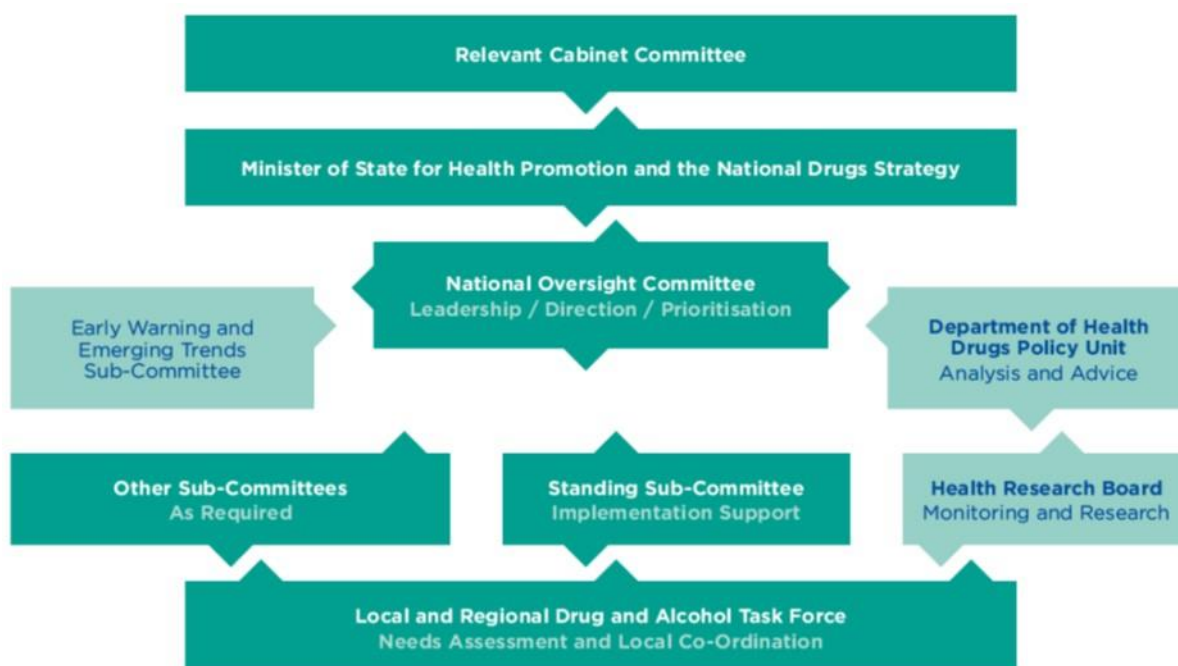 Relevant Cabinet Committee
Minister of State for Health Promotion and the National Drugs Strategy
National Oversight Committee
Leadership / Direction / Prioritisation
Early Warning and
Emerging Trends
Sub-Committee
Department of Health
Drugs Policy Unit
Analysis and Advice
Other Sub-Committees
As Required
Standing Sub-Committee
Implementation Support
Health Research Board
Monitoring and Research
Local and Regional Drug and Alcohol Task Force
Needs Assessment and Local Co-Ordination